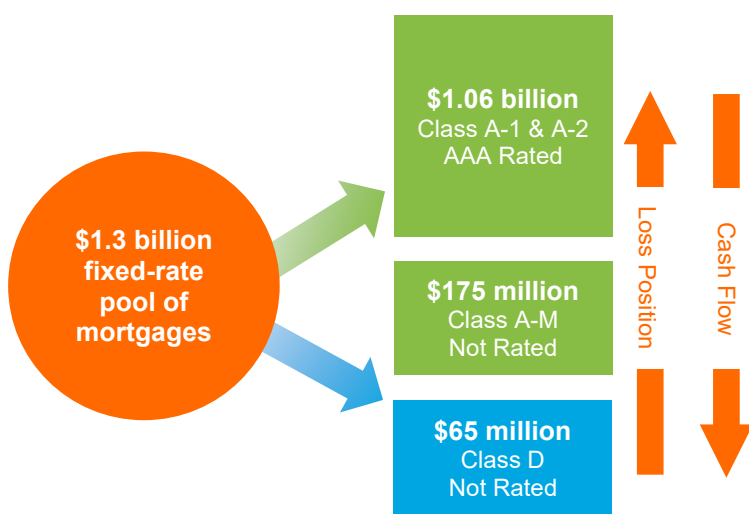 $1.3 billion
fixed-rate
pool of
mortgages
$1.06 billion
Class A-1 & A-2
AAA Rated
$175 million
Class A-M
Not Rated
$65 million
Class D
Not Rated
Loss Position
Cash Flow